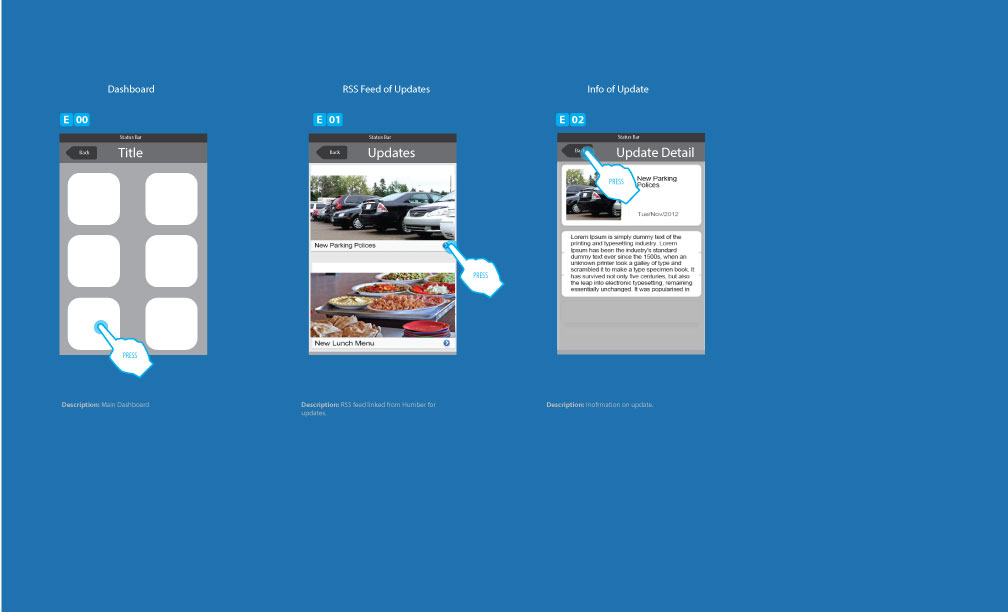 Dashboard
RSS Feed of Updates
Info of Update
E 00
E 01
E 02
Status Bar
Back
Title
PRESS
Status Bar
Back
Updates
New Parking Polices
PRESS
New Lunch Menu
Status Bar
Back
Update Detail
PRESS
New Parking
Polices
Tue/Nov/2012
Lorem Ipsum is simply dummy text of the
printing and typesetting industry. Lorem
Ipsum has been the industry's standard
dummy text ever since the 1500s, when an
unknown printer took a galley of type and
scrambled it to make a type specimen book. It
has survived not only five centuries, but also
the leap into electronic typesetting, remaining
essentially unchanged. It was popularised in
Description: Main Dashboard
Description: RSS feed linked from Humber for
updates.
Description: Inofrmation on update.